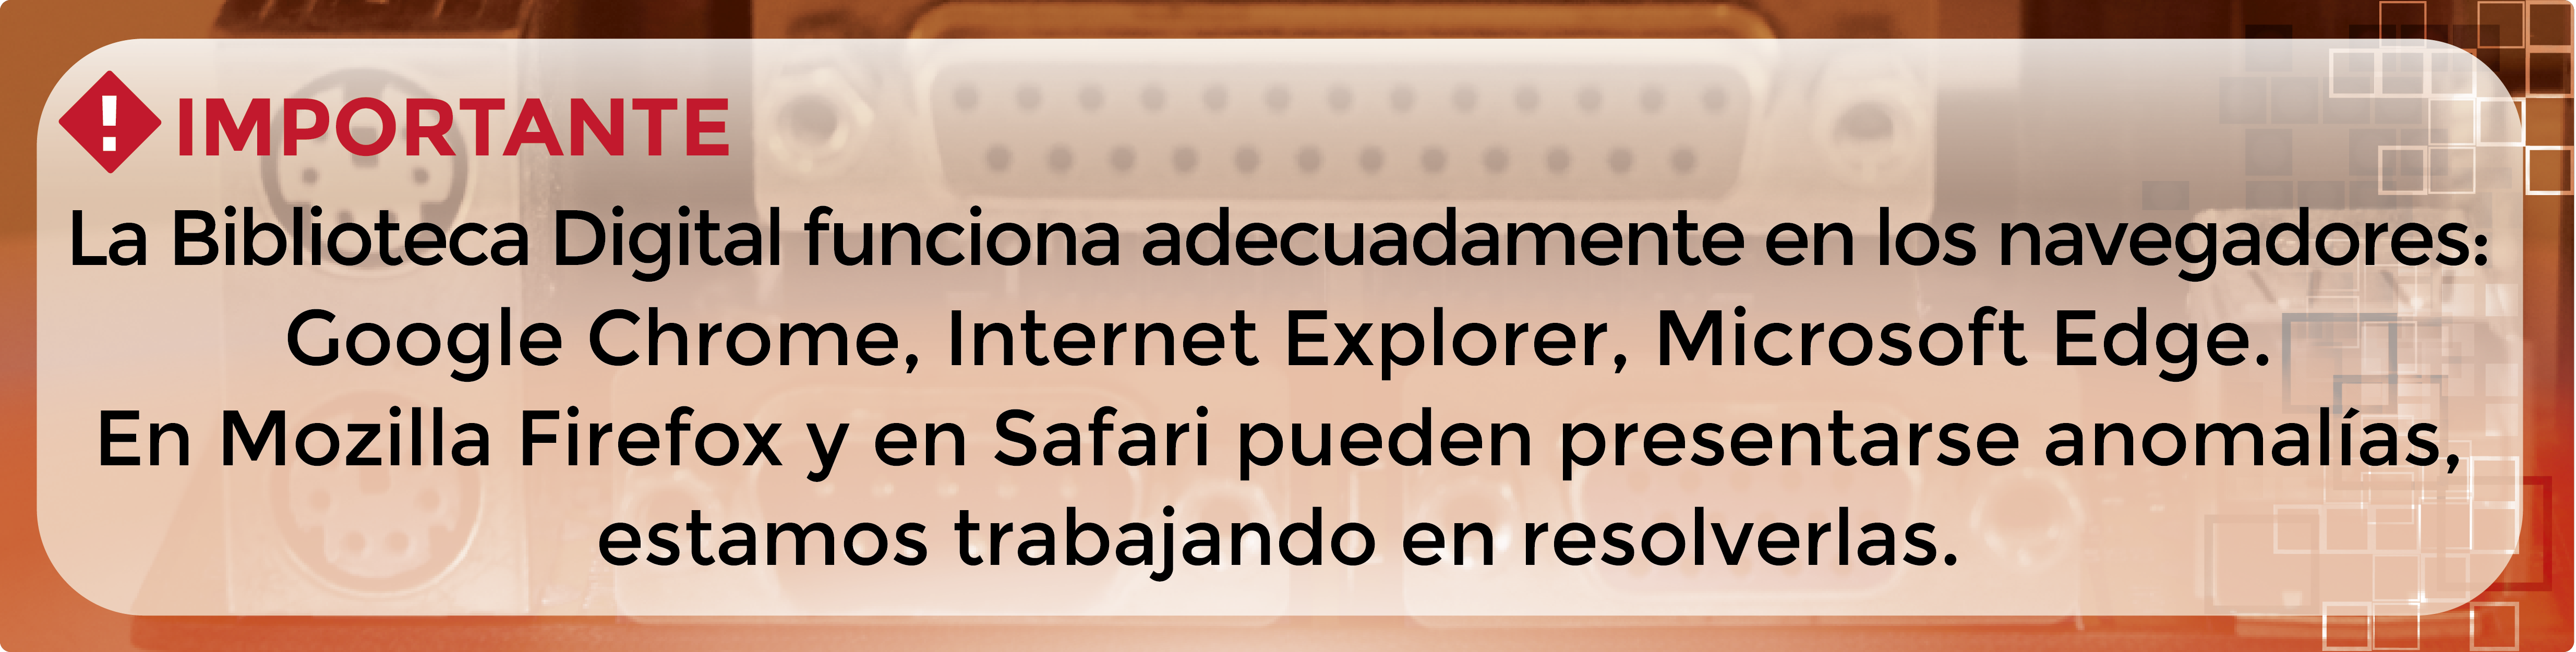 IMPORTANTE
La Biblioteca Digital funciona adecuadamente en los navegadores:
Google Chrome, Internet Explorer, Microsoft Edge.
En Mozilla Firefox y en Safari pueden presentarse anomalías,
estamos trabajando en resolverlas.